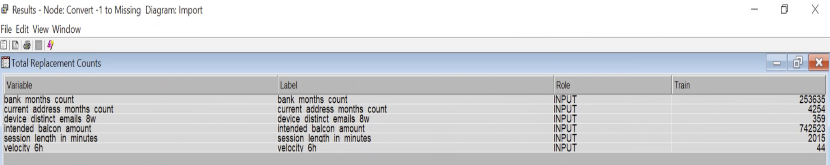 Results - Node: Convert -1 to Missing Diagram: Import
File Edit View Window
Total Replacement Counts
Variable Label Role Train
bank months count bank months count INPUT 253635
current address months count current address months count INPUT 4254
device distinct emails 8w device distinct emails 8w INPUT 359
intended balcon amount intended balcon amount INPUT 742523
session length in minutes session length in minutes INPUT 2015
velocity 6h velocity 6h INPUT 44